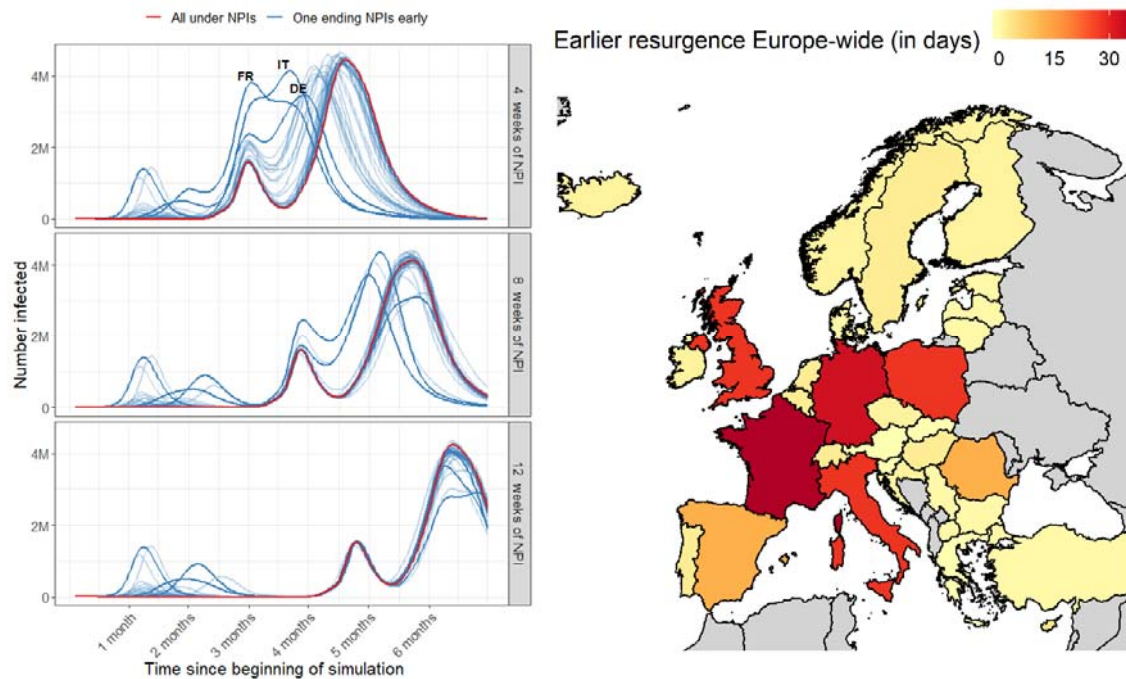 All under NPIs
One ending NPIs early
Number infected
4M
2M
0
FR
IT
DE
4 weeks of NPI
4M
2M
0
8 weeks of NPI
4M
2M
0
12 weeks of NPI
1 month
2 months
3 months
4 months
5 months
6 months
Time since beginning of simulation
Earlier resurgence Europe-wide (in days)
0
15
30